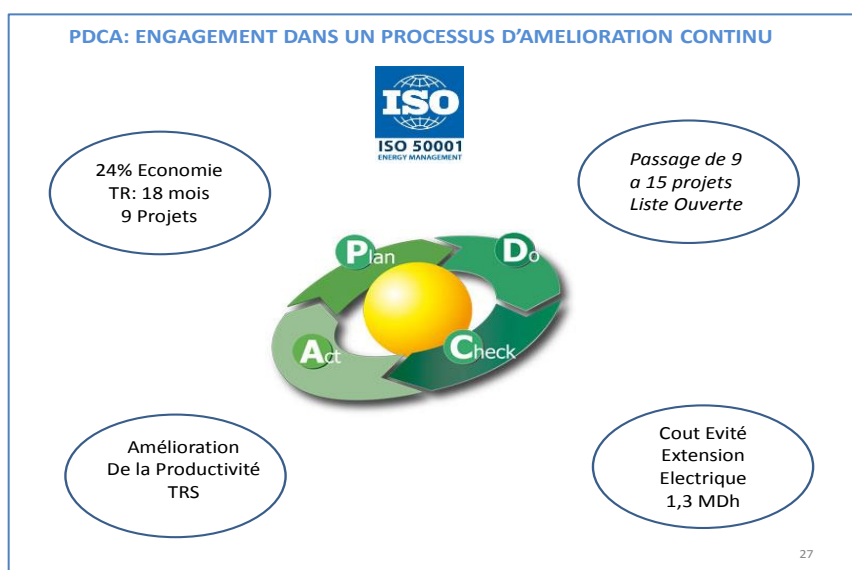 PDCA: ENGAGEMENT DANS UN PROCESSUS D'AMELIORATION CONTINU
ISO
ISO 50001
ENERGY MANAGEMENT
24% Economie
TR: 18 mois
9 Projets
Passage de 9
a 15 projets
Liste Ouverte
Plan
Do
Act
Check
Amélioration
De la Productivité
TRS
Cout Evité
Extension
Electrique
1,3 MDh
27